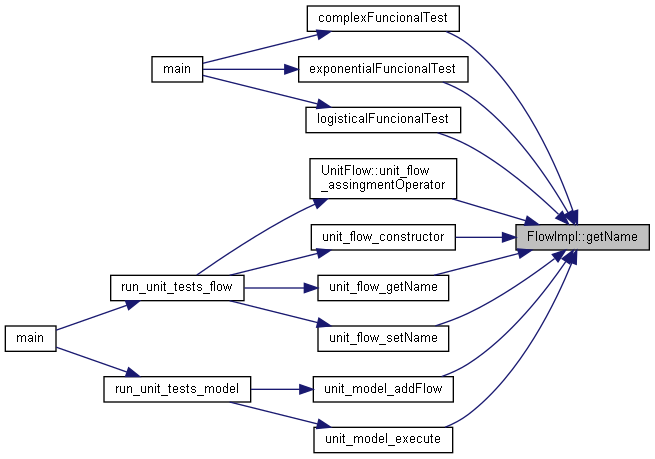 complexFuncionalTest
main
exponentialFuncionalTest
logisticalFuncionalTest
UnitFlow::unit_flow
_assingmentOperator
unit_flow_constructor
FlowImpl::getName
run_unit_tests_flow
unit_flow_getName
main
unit_flow_setName
run_unit_tests_model
unit_model_addFlow
unit_model_execute